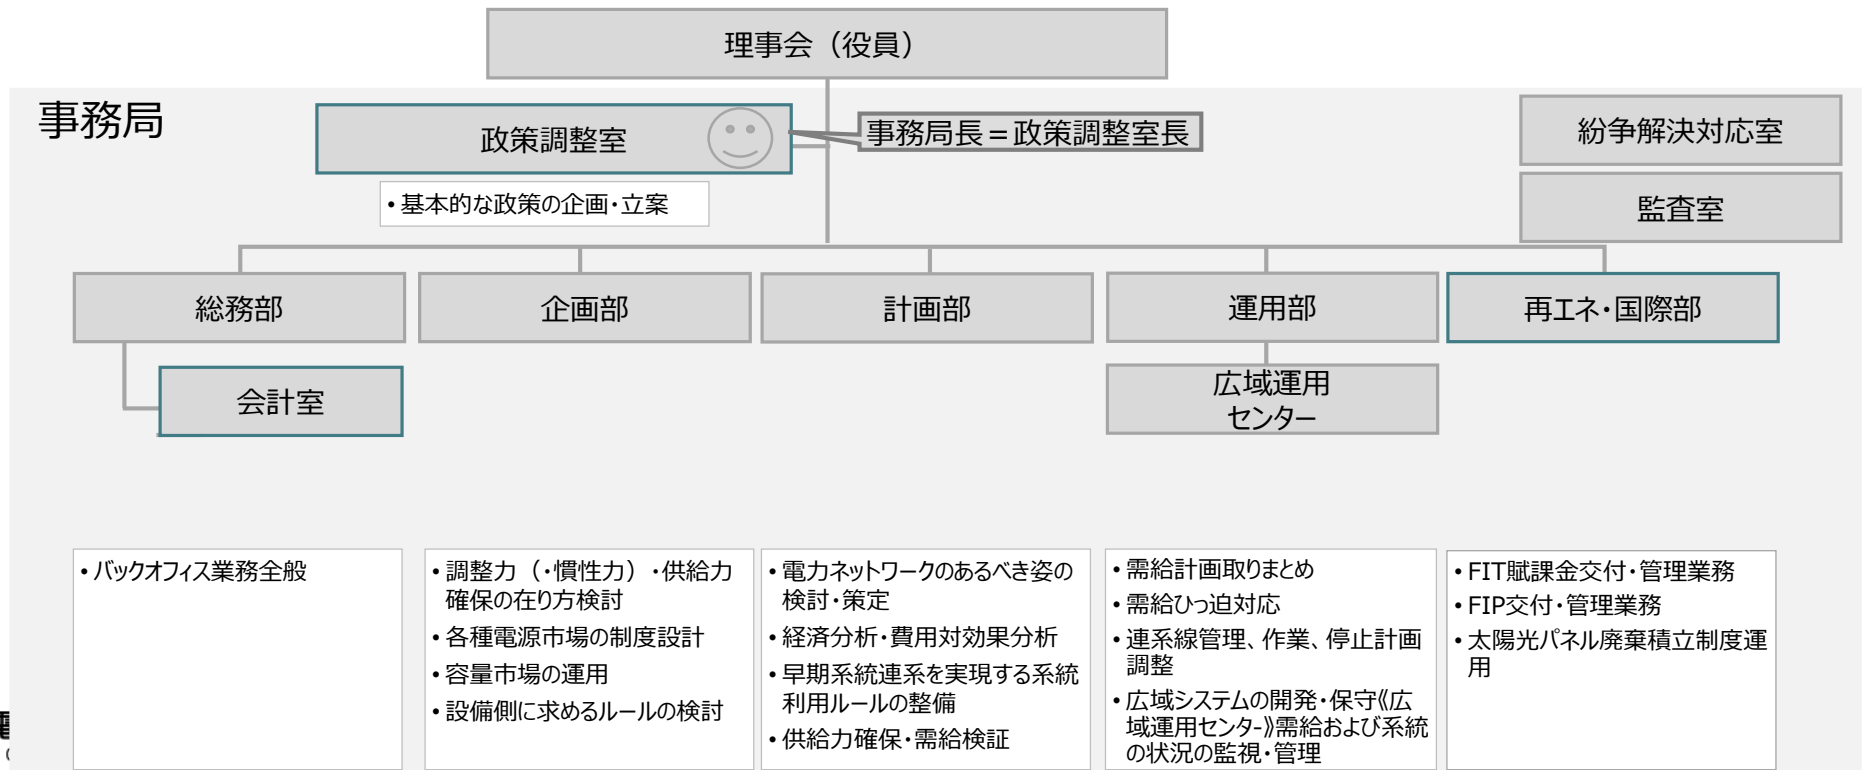 理事会（役員）
事務局
政策調整室
事務局長＝政策調整室長
紛争解決対応室
•基本的な政策の企画・立案
監査室
総務部
企画部
計画部
運用部
再エネ・国際部
会計室
広域運用
センター
•バックオフィス業務全般
•調整力（・慣性力）・供給力
確保の在り方検討
•各種電源市場の制度設計
•容量市場の運用
•設備側に求めるルールの検討
•電力ネットワークのあるべき姿の
検討・策定
•経済分析・費用対効果分析
•早期系統連系を実現する系統
利用ルールの整備
•供給力確保・需給検証
•需給計画取りまとめ
•需給ひっ迫対応
•連系線管理、作業、停止計画
調整
•広域システムの開発・保守《広
域運用センタ-》需給および系統
の状況の監視・管理
•FIT賦課金交付・管理業務
•FIP交付・管理業務
•太陽光パネル廃棄積立制度運
用